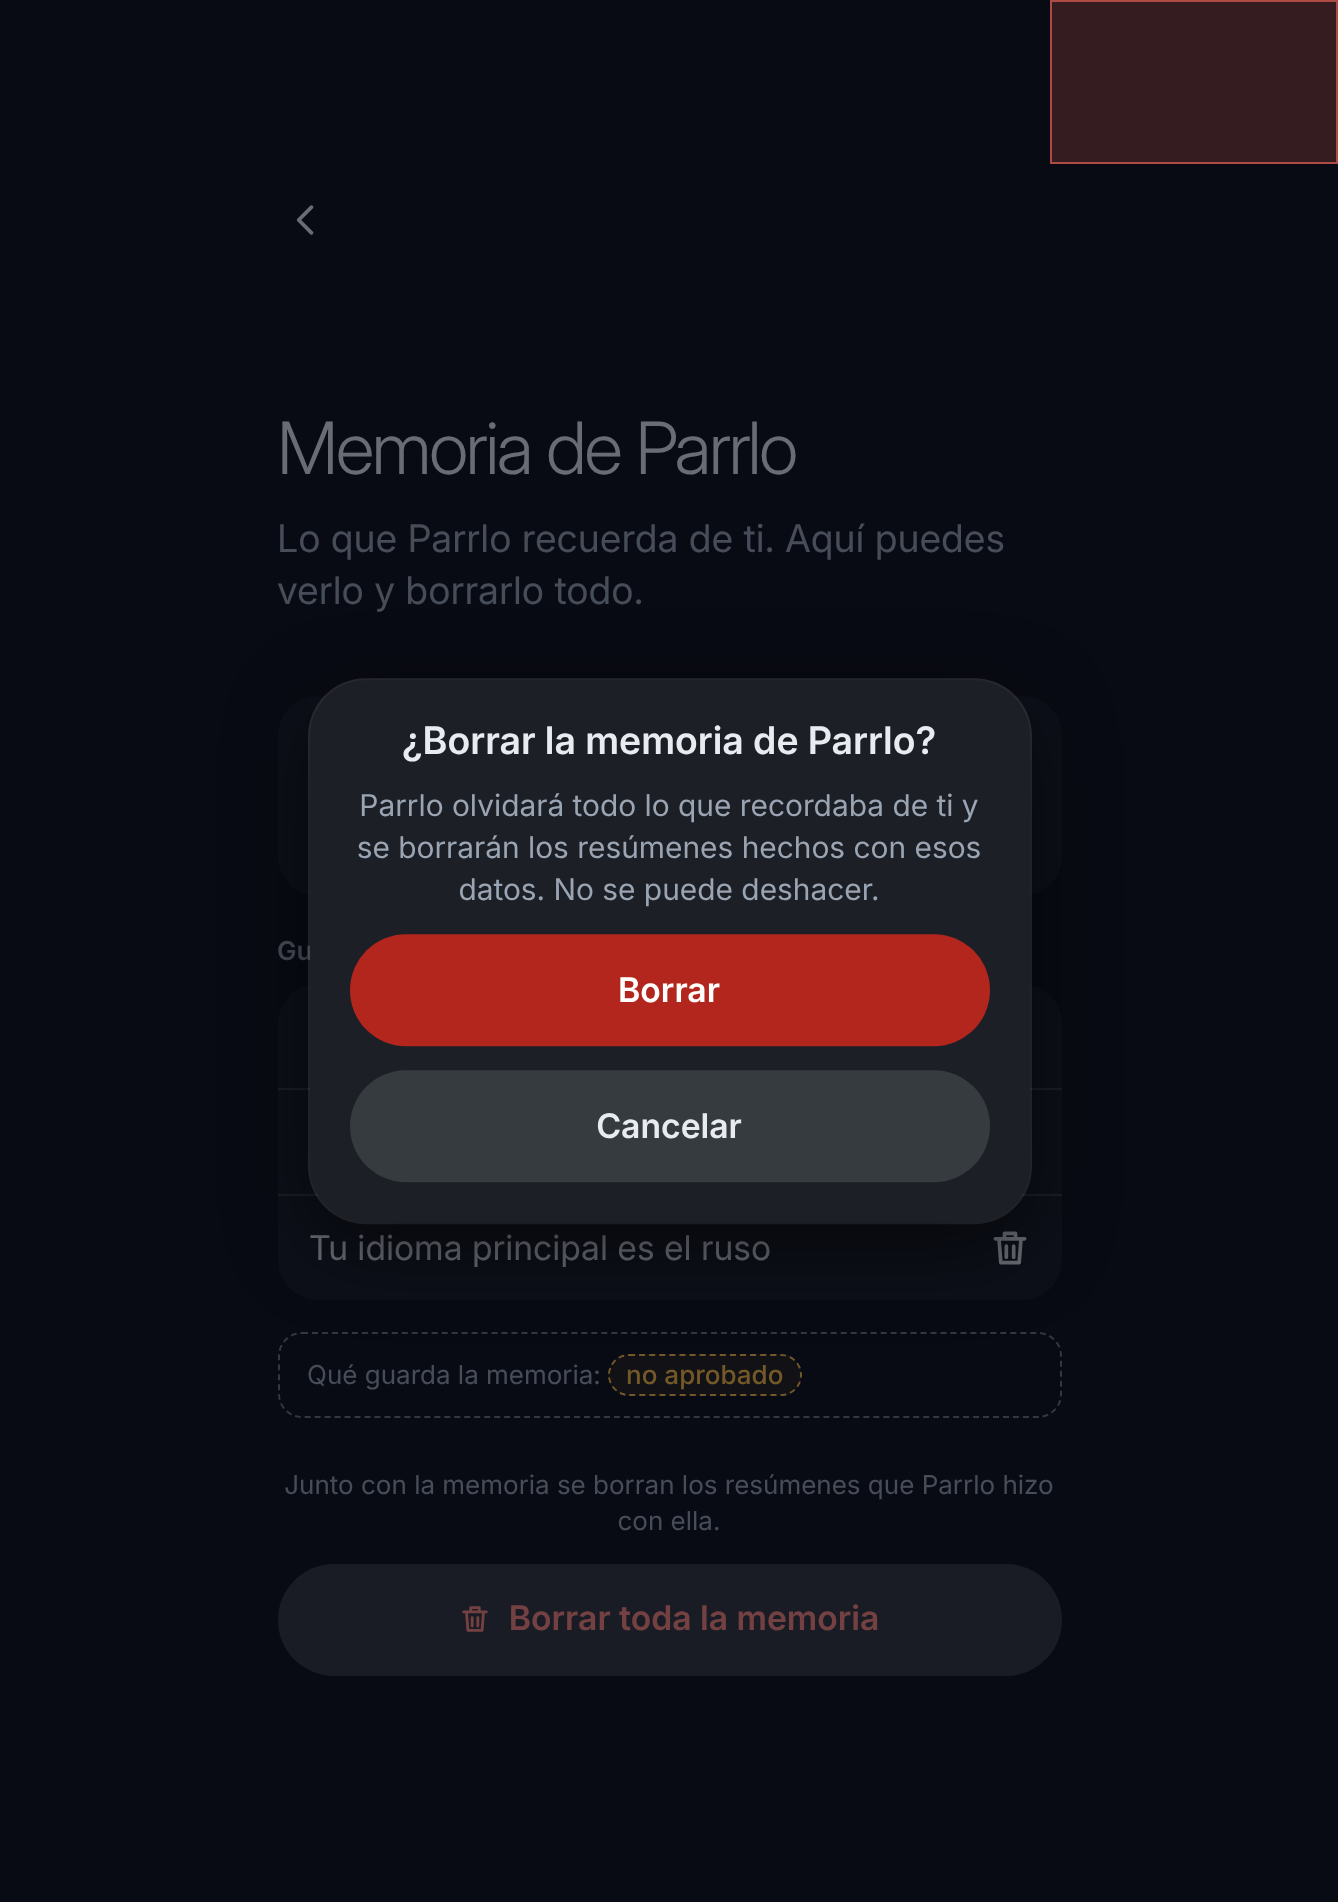 Memoria de Parrlo
Lo que Parrlo recuerda de ti. Aquí puedes
verlo y borrarlo todo.
¿Borrar la memoria de Parrlo?
Parrlo olvidará todo lo que recordaba de ti y
se borrarán los resúmenes hechos con esos
datos. No se puede deshacer.
Borrar
Cancelar
Tu idioma principal es el ruso
Qué guarda la memoria: no aprobado
Junto con la memoria se borran los resúmenes que Parrlo hizo
con ella.
Borrar toda la memoria